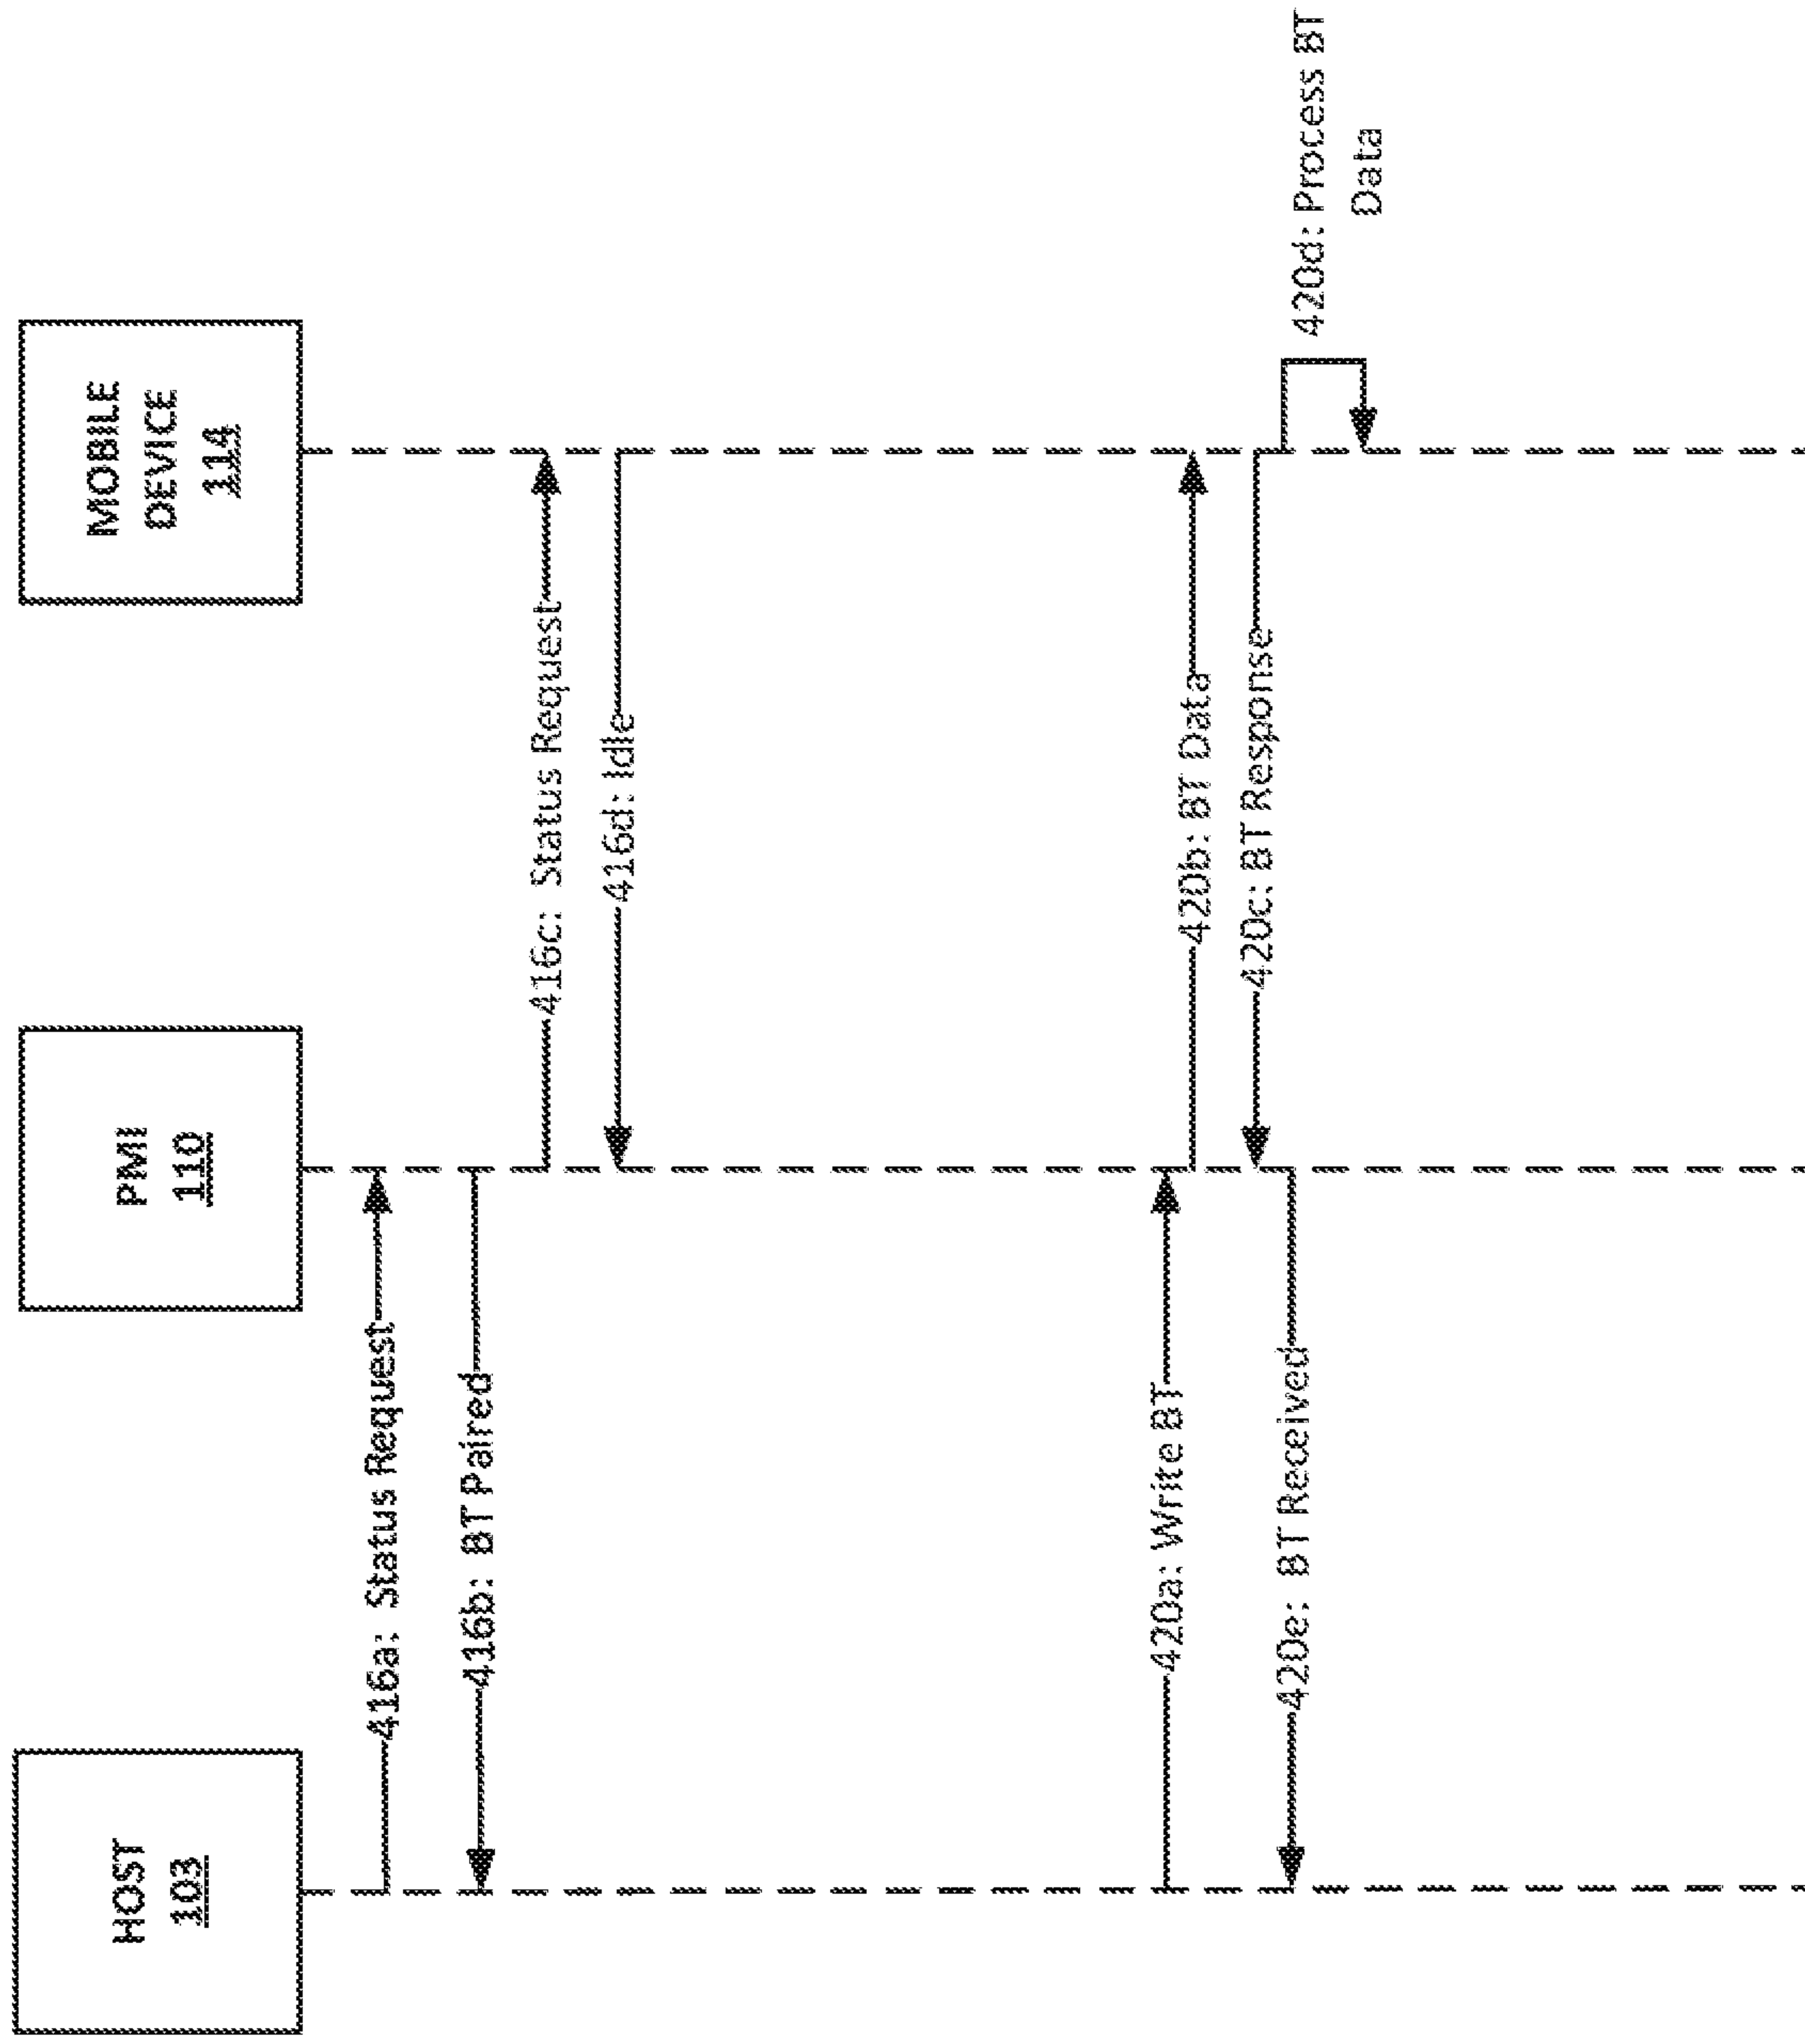 HOST
103
PMI
110
MOBILE
DEVICE
114
416a: Status Request
416b: BT Paired
416c: Status Request
416d: Idle
420a: Write BT
420b: BT Data
420c: BT Response
420e: BT Received
420d: Process BT
Data